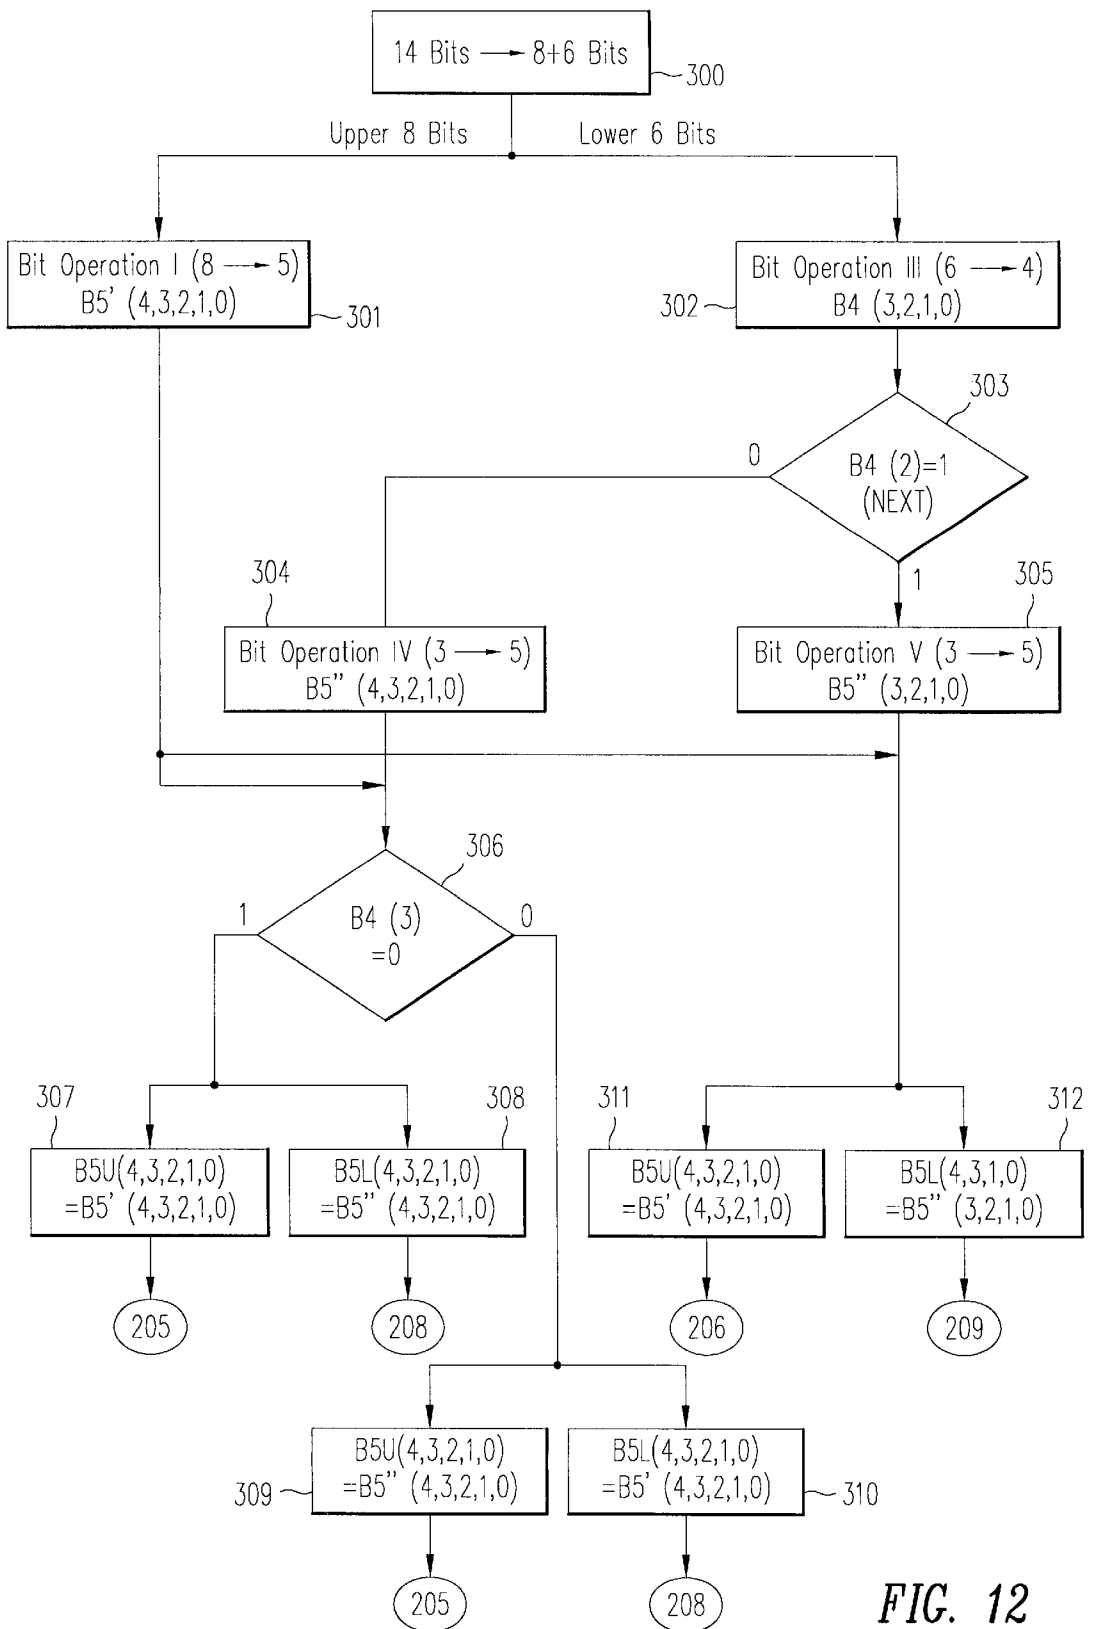 14 Bits → 8+6 Bits
300
Upper 8 Bits
Lower 6 Bits
Bit Operation I (8 → 5)
B5' (4,3,2,1,0)
301
Bit Operation III (6 → 4)
B4 (3,2,1,0)
302
303
B4 (2)=1
(NEXT)
0
1
304
Bit Operation IV (3 → 5)
B5" (4,3,2,1,0)
305
Bit Operation V (3 → 5)
B5" (3,2,1,0)
306
B4 (3)
=0
1
0
307
B5U(4,3,2,1,0)
=B5' (4,3,2,1,0)
205
308
B5L(4,3,2,1,0)
=B5" (4,3,2,1,0)
208
311
B5U(4,3,2,1,0)
=B5' (4,3,2,1,0)
206
312
B5L(4,3,1,0)
=B5" (3,2,1,0)
209
B5U(4,3,2,1,0)
=B5" (4,3,2,1,0)
309
205
B5L(4,3,2,1,0)
=B5' (4,3,2,1,0)
310
208
FIG. 12